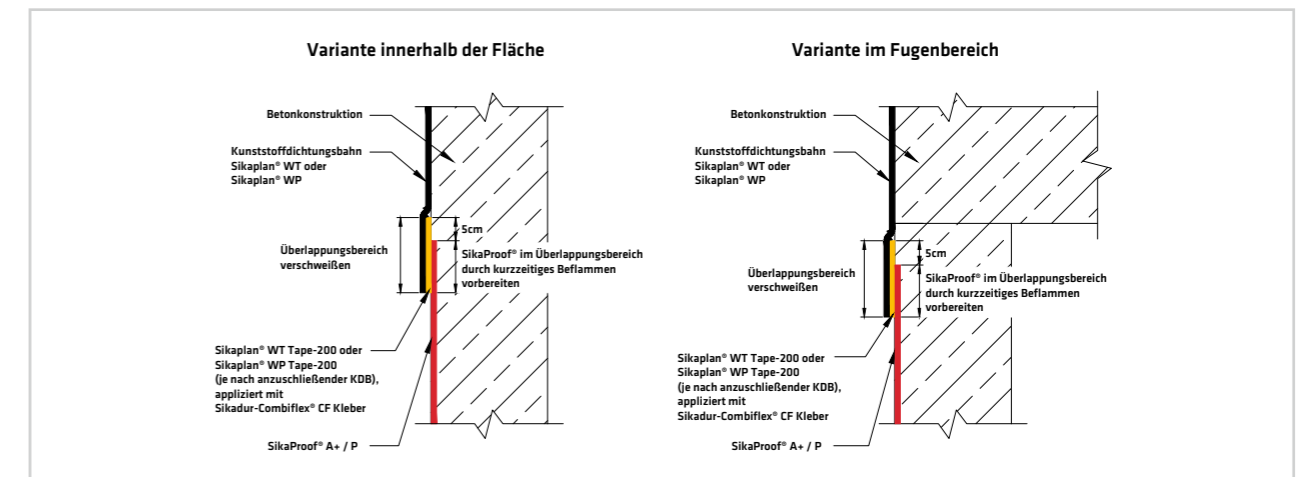 Variante innerhalb der Fläche
Betonkonstruktion
Kunststoffdichtungsbahn
Sikaplan® WT oder
Sikaplan® WP
5cm
Überlappungsbereich
verschweißen
SikaProof® im Überlappungsbereich
durch kurzzeitiges Beflammen
vorbereiten
Sikaplan® WT Tape-200 oder
Sikaplan® WP Tape-200
(je nach anzuschließender KDB),
appliziert mit
Sikadur-Combiflex® CF Kleber
SikaProof® A+ / P
Variante im Fugenbereich
Betonkonstruktion
Kunststoffdichtungsbahn
Sikaplan® WT oder
Sikaplan® WP
5cm
Überlappungsbereich
verschweißen
SikaProof® im Überlappungsbereich
durch kurzzeitiges Beflammen
vorbereiten
Sikaplan® WT Tape-200 oder
Sikaplan® WP Tape-200
(je nach anzuschließender KDB),
appliziert mit
Sikadur-Combiflex® CF Kleber
SikaProof® A+ / P